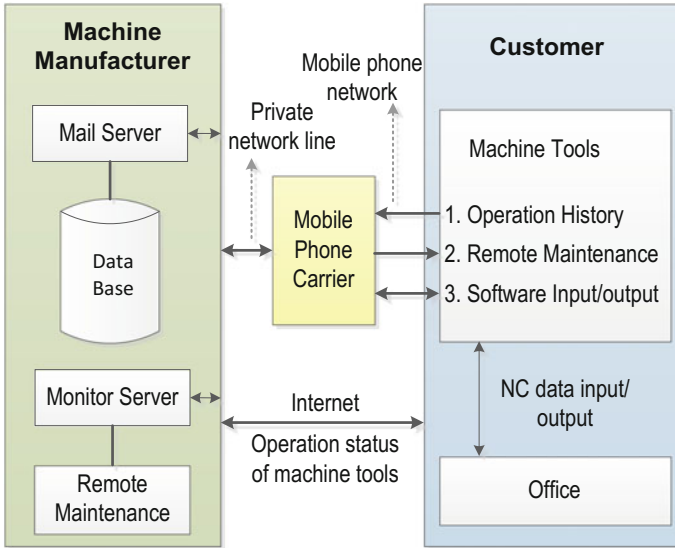 Machine
Manufacturer
Mail Server
Data
Base
Monitor Server
Remote
Maintenance
Private
network line
Mobile phone
network
Mobile
Phone
Carrier
Internet
Operation status
of machine tools
Customer
Machine Tools
1. Operation History
2. Remote Maintenance
3. Software Input/output
NC data input/
output
Office